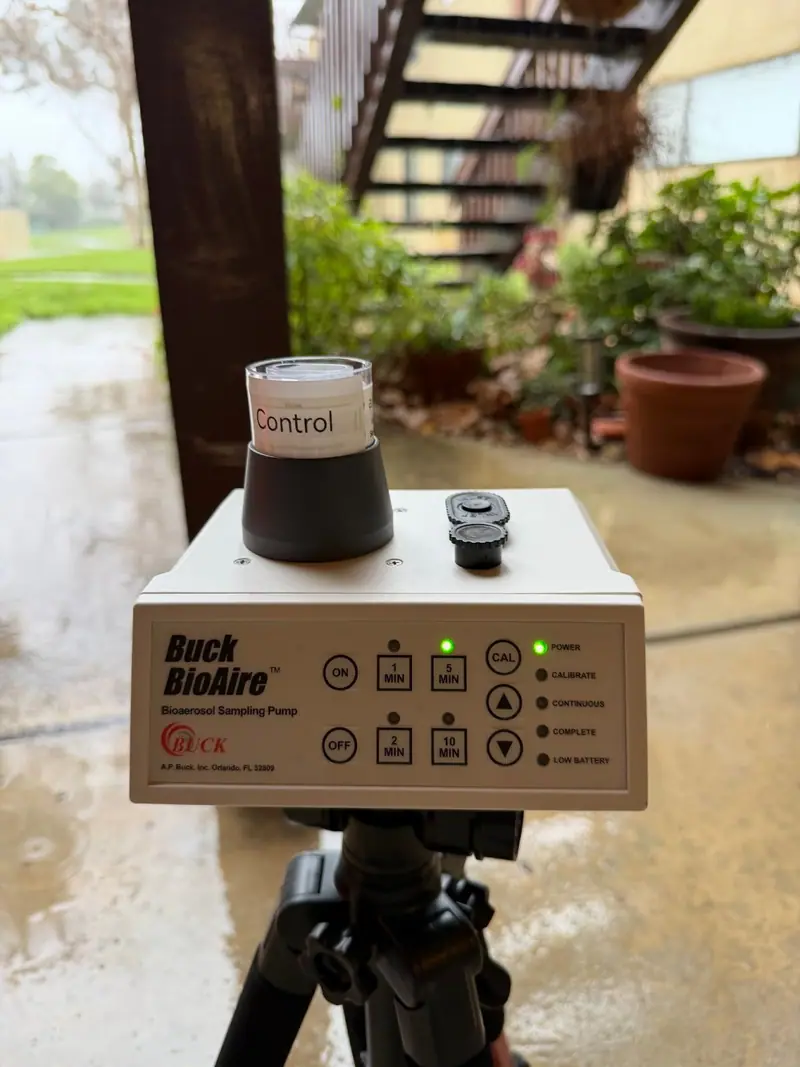 Control
Buck
BioAire™
Bioaerosol Sampling Pump
BUCK
A.P. Buck, Inc. Orlando, FL 32809
ON
OFF
1
MIN
5
MIN
2
MIN
10
MIN
CAL
POWER
CALIBRATE
CONTINUOUS
COMPLETE
LOW BATTERY